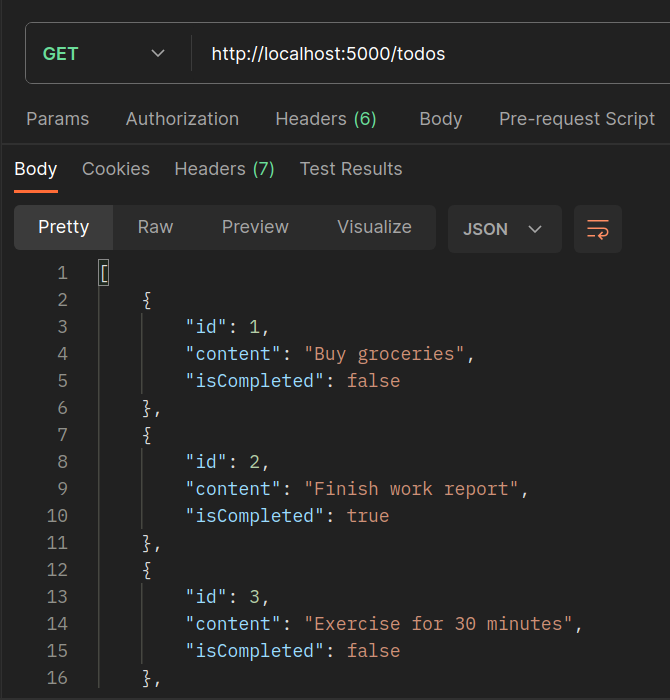 GET http://localhost:5000/todos
Params Authorization Headers (6) Body Pre-request Script
Body Cookies Headers (7) Test Results
Pretty Raw Preview Visualize JSON
1 [
2 {
3 "id": 1,
4 "content": "Buy groceries",
5 "isCompleted": false
6 },
7 {
8 "id": 2,
9 "content": "Finish work report",
10 "isCompleted": true
11 },
12 {
13 "id": 3,
14 "content": "Exercise for 30 minutes",
15 "isCompleted": false
16 },